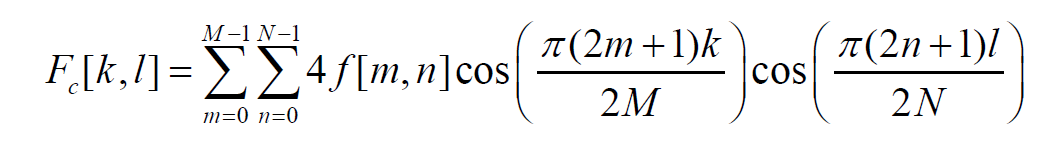 F_c[k,l] = \sum_{m=0}^{M-1} \sum_{n=0}^{N-1} 4 f[m,n] \cos\left( \frac{\pi(2m+1)k}{2M} \right) \cos\left( \frac{\pi(2n+1)l}{2N} \right)